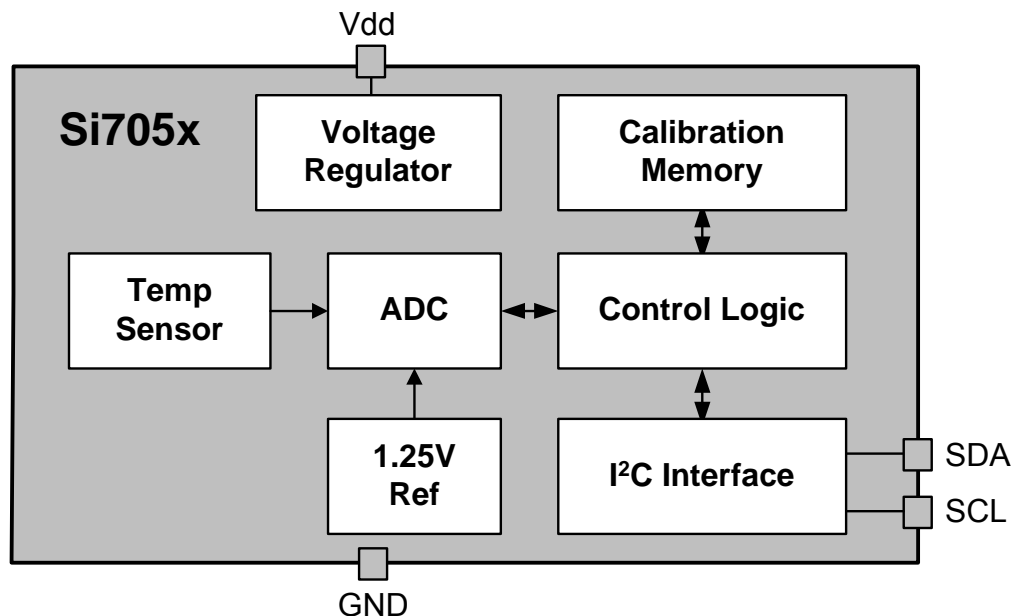 Vdd
Si705x
Voltage
Regulator
Calibration
Memory
Temp
Sensor
ADC
Control Logic
1.25V
Ref
I²C Interface
SDA
SCL
GND